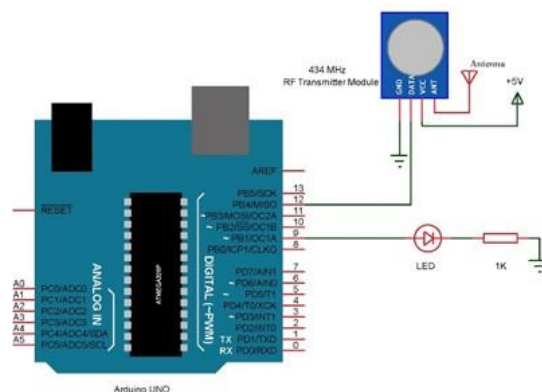 434 MHz
RF Transmitter Module
GND
DATA
VCC
ANT
Antenna
+5V
AREF
RESET
PB5/SCK 13
PB4/MISO 12
~PB3/MOSI/OC2A 11
~PB2/SS/OC1B 10
~PB1/OC1A 9
PB0/ICP1/CLKO 8
PD7/AIN1 7
~PD6/AIN0 6
~PD5/T1 5
PD4/T0/XCK 4
~PD3/INT1 3
PD2/INT0 2
TX PD1/TXD 1
RX PD0/RXD 0
DIGITAL (~PWM)
ANALOG IN
ATMEGA328P
A0 PC0/ADC0
A1 PC1/ADC1
A2 PC2/ADC2
A3 PC3/ADC3
A4 PC4/ADC4/SDA
A5 PC5/ADC5/SCL
LED
1K
Arduino UNO